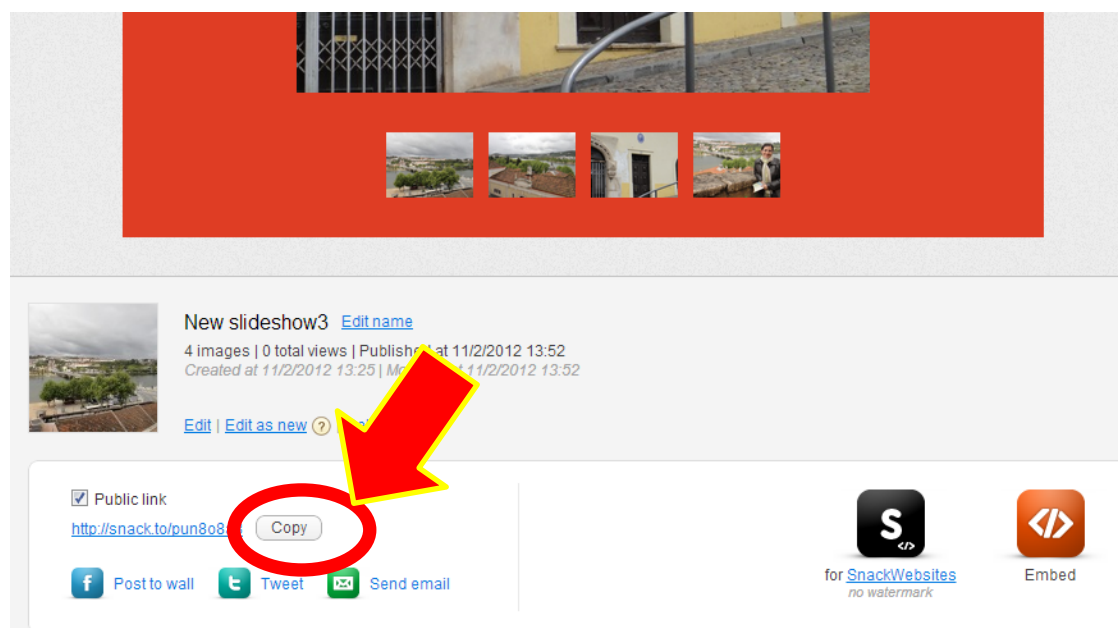 New slideshow3 Edit name
4 images | 0 total views | Published at 11/2/2012 13:52
Created at 11/2/2012 13:25 | 11/2/2012 13:52
Edit | Edit as new ? |
Public link
Copy
Post to wall Tweet Send email
S
</>
for SnackWebsites
no watermark
</>
Embed